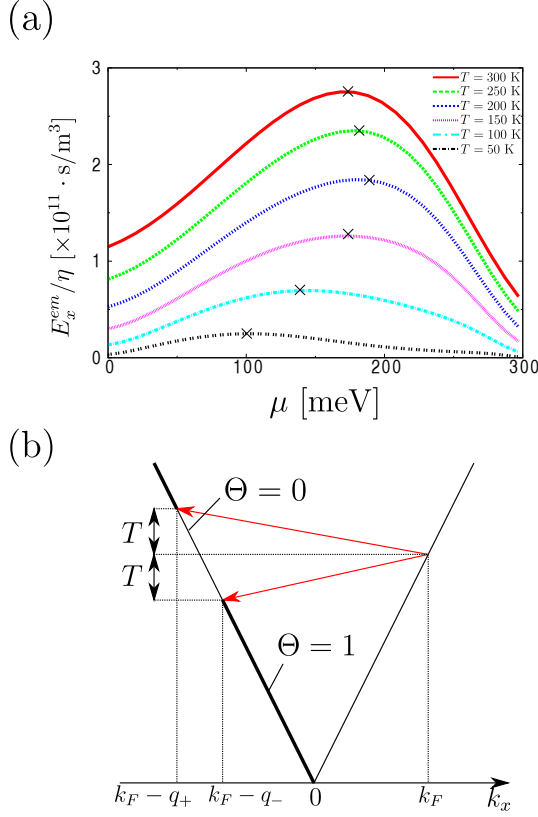 (a)
3
2
1
0
0
100
200
300
E_x^{em}/η [×10^{11} · s/m^3]
μ [meV]
T = 300 K
T = 250 K
T = 200 K
T = 150 K
T = 100 K
T = 50 K
(b)
Θ = 0
T
T
Θ = 1
k_F − q_+
k_F − q_−
0
k_F
k_x